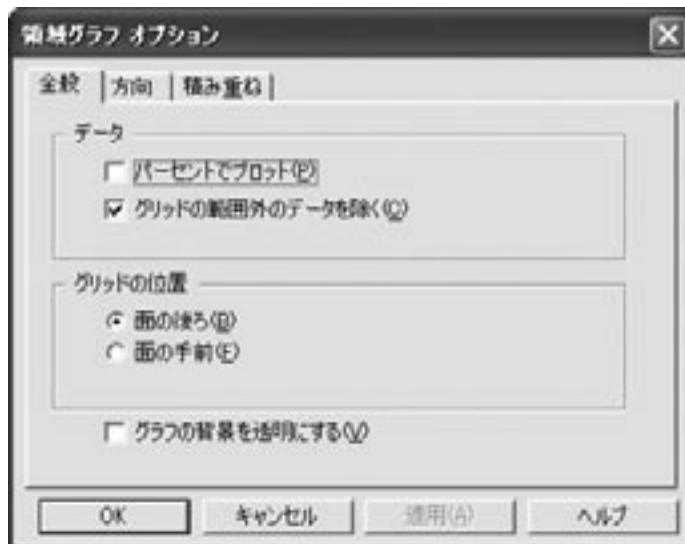 領域グラフ オプション
全般 方向 積み重ね
データ
パーセントでプロット(P)
グリッドの範囲外のデータを除く(C)
グリッドの位置
面の後ろ(B)
面の手前(F)
グラフの背景を透明にする(V)
OK キャンセル 適用(A) ヘルプ